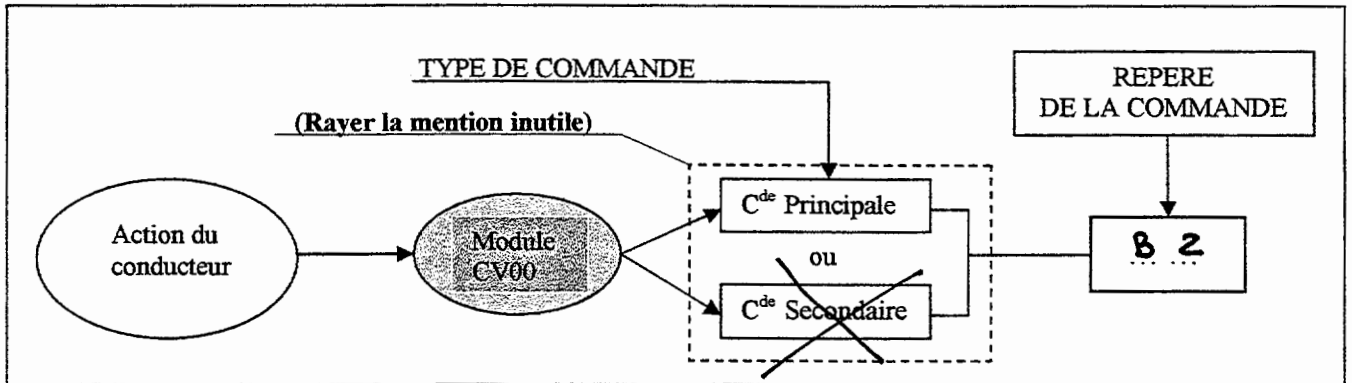 TYPE DE COMMANDE
REPERE
DE LA COMMANDE
(Rayer la mention inutile)
Action du
conducteur
Module
CV00
Cde Principale
ou
Cde Secondaire
B 2